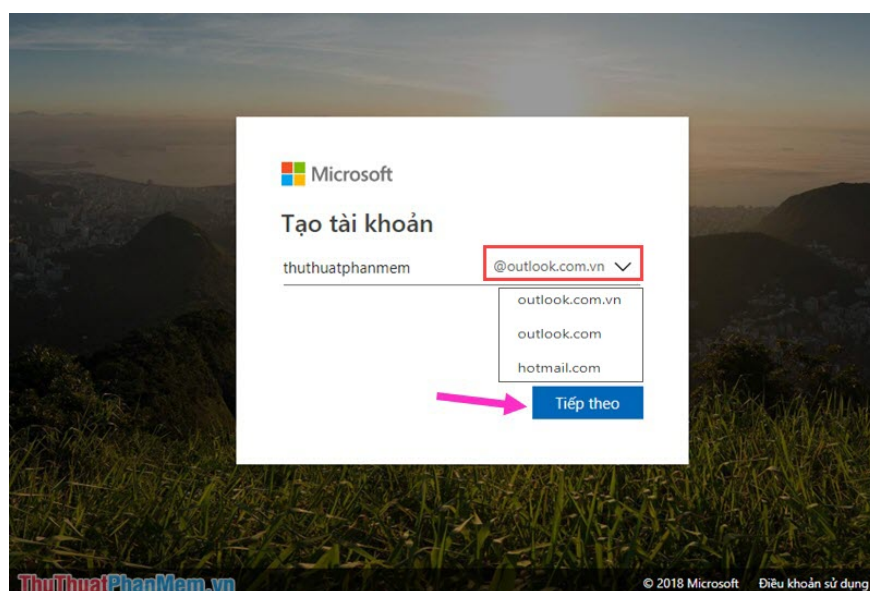 Microsoft
Tạo tài khoản
thuthuatphanmem
@outlook.com.vn
outlook.com.vn
outlook.com
hotmail.com
Tiếp theo
ThuThuatPhanMem.vn
© 2018 Microsoft Điều khoản sử dụng